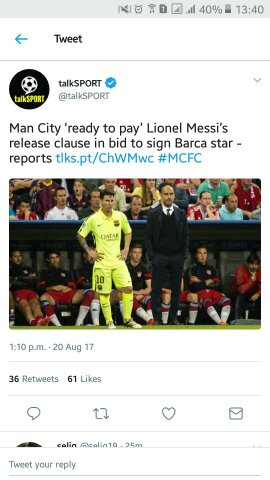 40% 13:40
Tweet
talkSPORT
talkSPORT
@talkSPORT
Man City 'ready to pay' Lionel Messi's
release clause in bid to sign Barca star -
reports tlks.pt/ChWMwc #MCFC
QATAR
10
1:10 p.m. · 20 Aug 17
36 Retweets 61 Likes
selig @selig19 · 25m
Tweet your reply